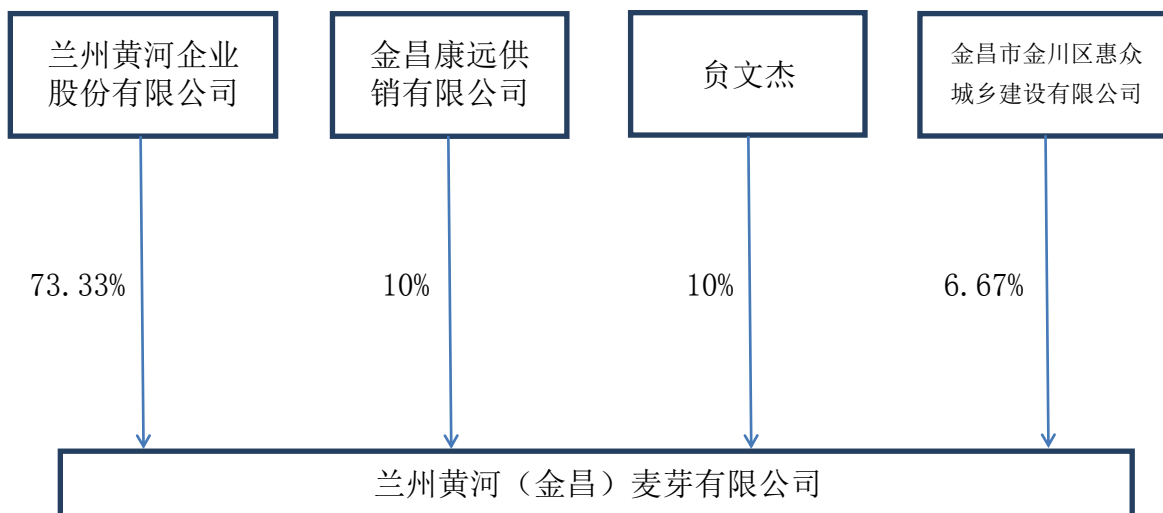 兰州黄河企业
股份有限公司
金昌康远供
销有限公司
贠文杰
金昌市金川区惠众
城乡建设有限公司
73.33%
10%
10%
6.67%
兰州黄河（金昌）麦芽有限公司